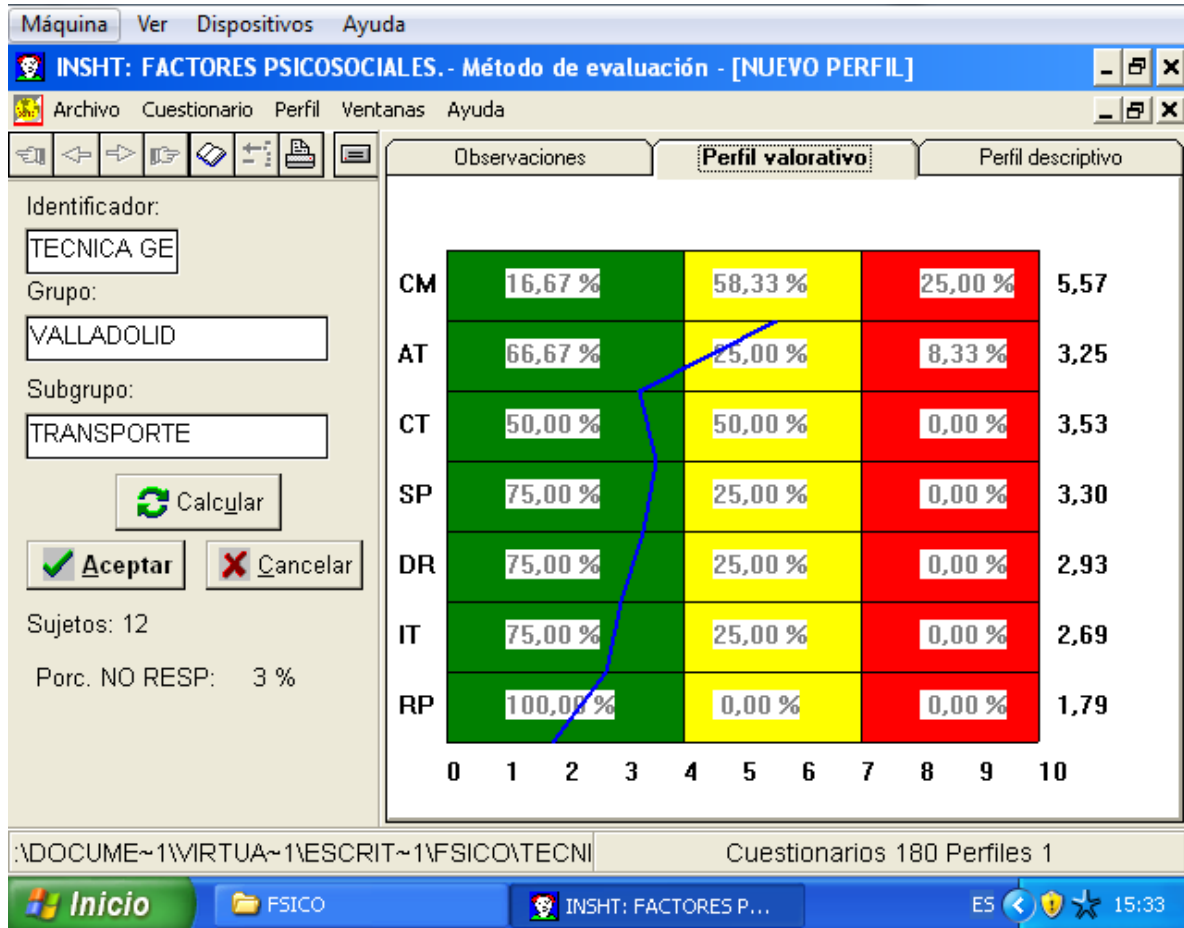 Máquina Ver Dispositivos Ayuda
INSHT: FACTORES PSICOSOCIALES.- Método de evaluación - [NUEVO PERFIL]
Archivo Cuestionario Perfil Ventanas Ayuda
Observaciones Perfil valorativo Perfil descriptivo
Identificador:
TECNICA GE
Grupo:
VALLADOLID
Subgrupo:
TRANSPORTE
Calcular
Aceptar Cancelar
Sujetos: 12
Porc. NO RESP: 3 %
CM 16,67 % 58,33 % 25,00 % 5,57
AT 66,67 % 25,00 % 8,33 % 3,25
CT 50,00 % 50,00 % 0,00 % 3,53
SP 75,00 % 25,00 % 0,00 % 3,30
DR 75,00 % 25,00 % 0,00 % 2,93
IT 75,00 % 25,00 % 0,00 % 2,69
RP 100,00 % 0,00 % 0,00 % 1,79
0 1 2 3 4 5 6 7 8 9 10
:\DOCUME~1\VIRTUA~1\ESCRIT~1\FSICO\TECNI Cuestionarios 180 Perfiles 1
Inicio FSICO INSHT: FACTORES P... ES 15:33